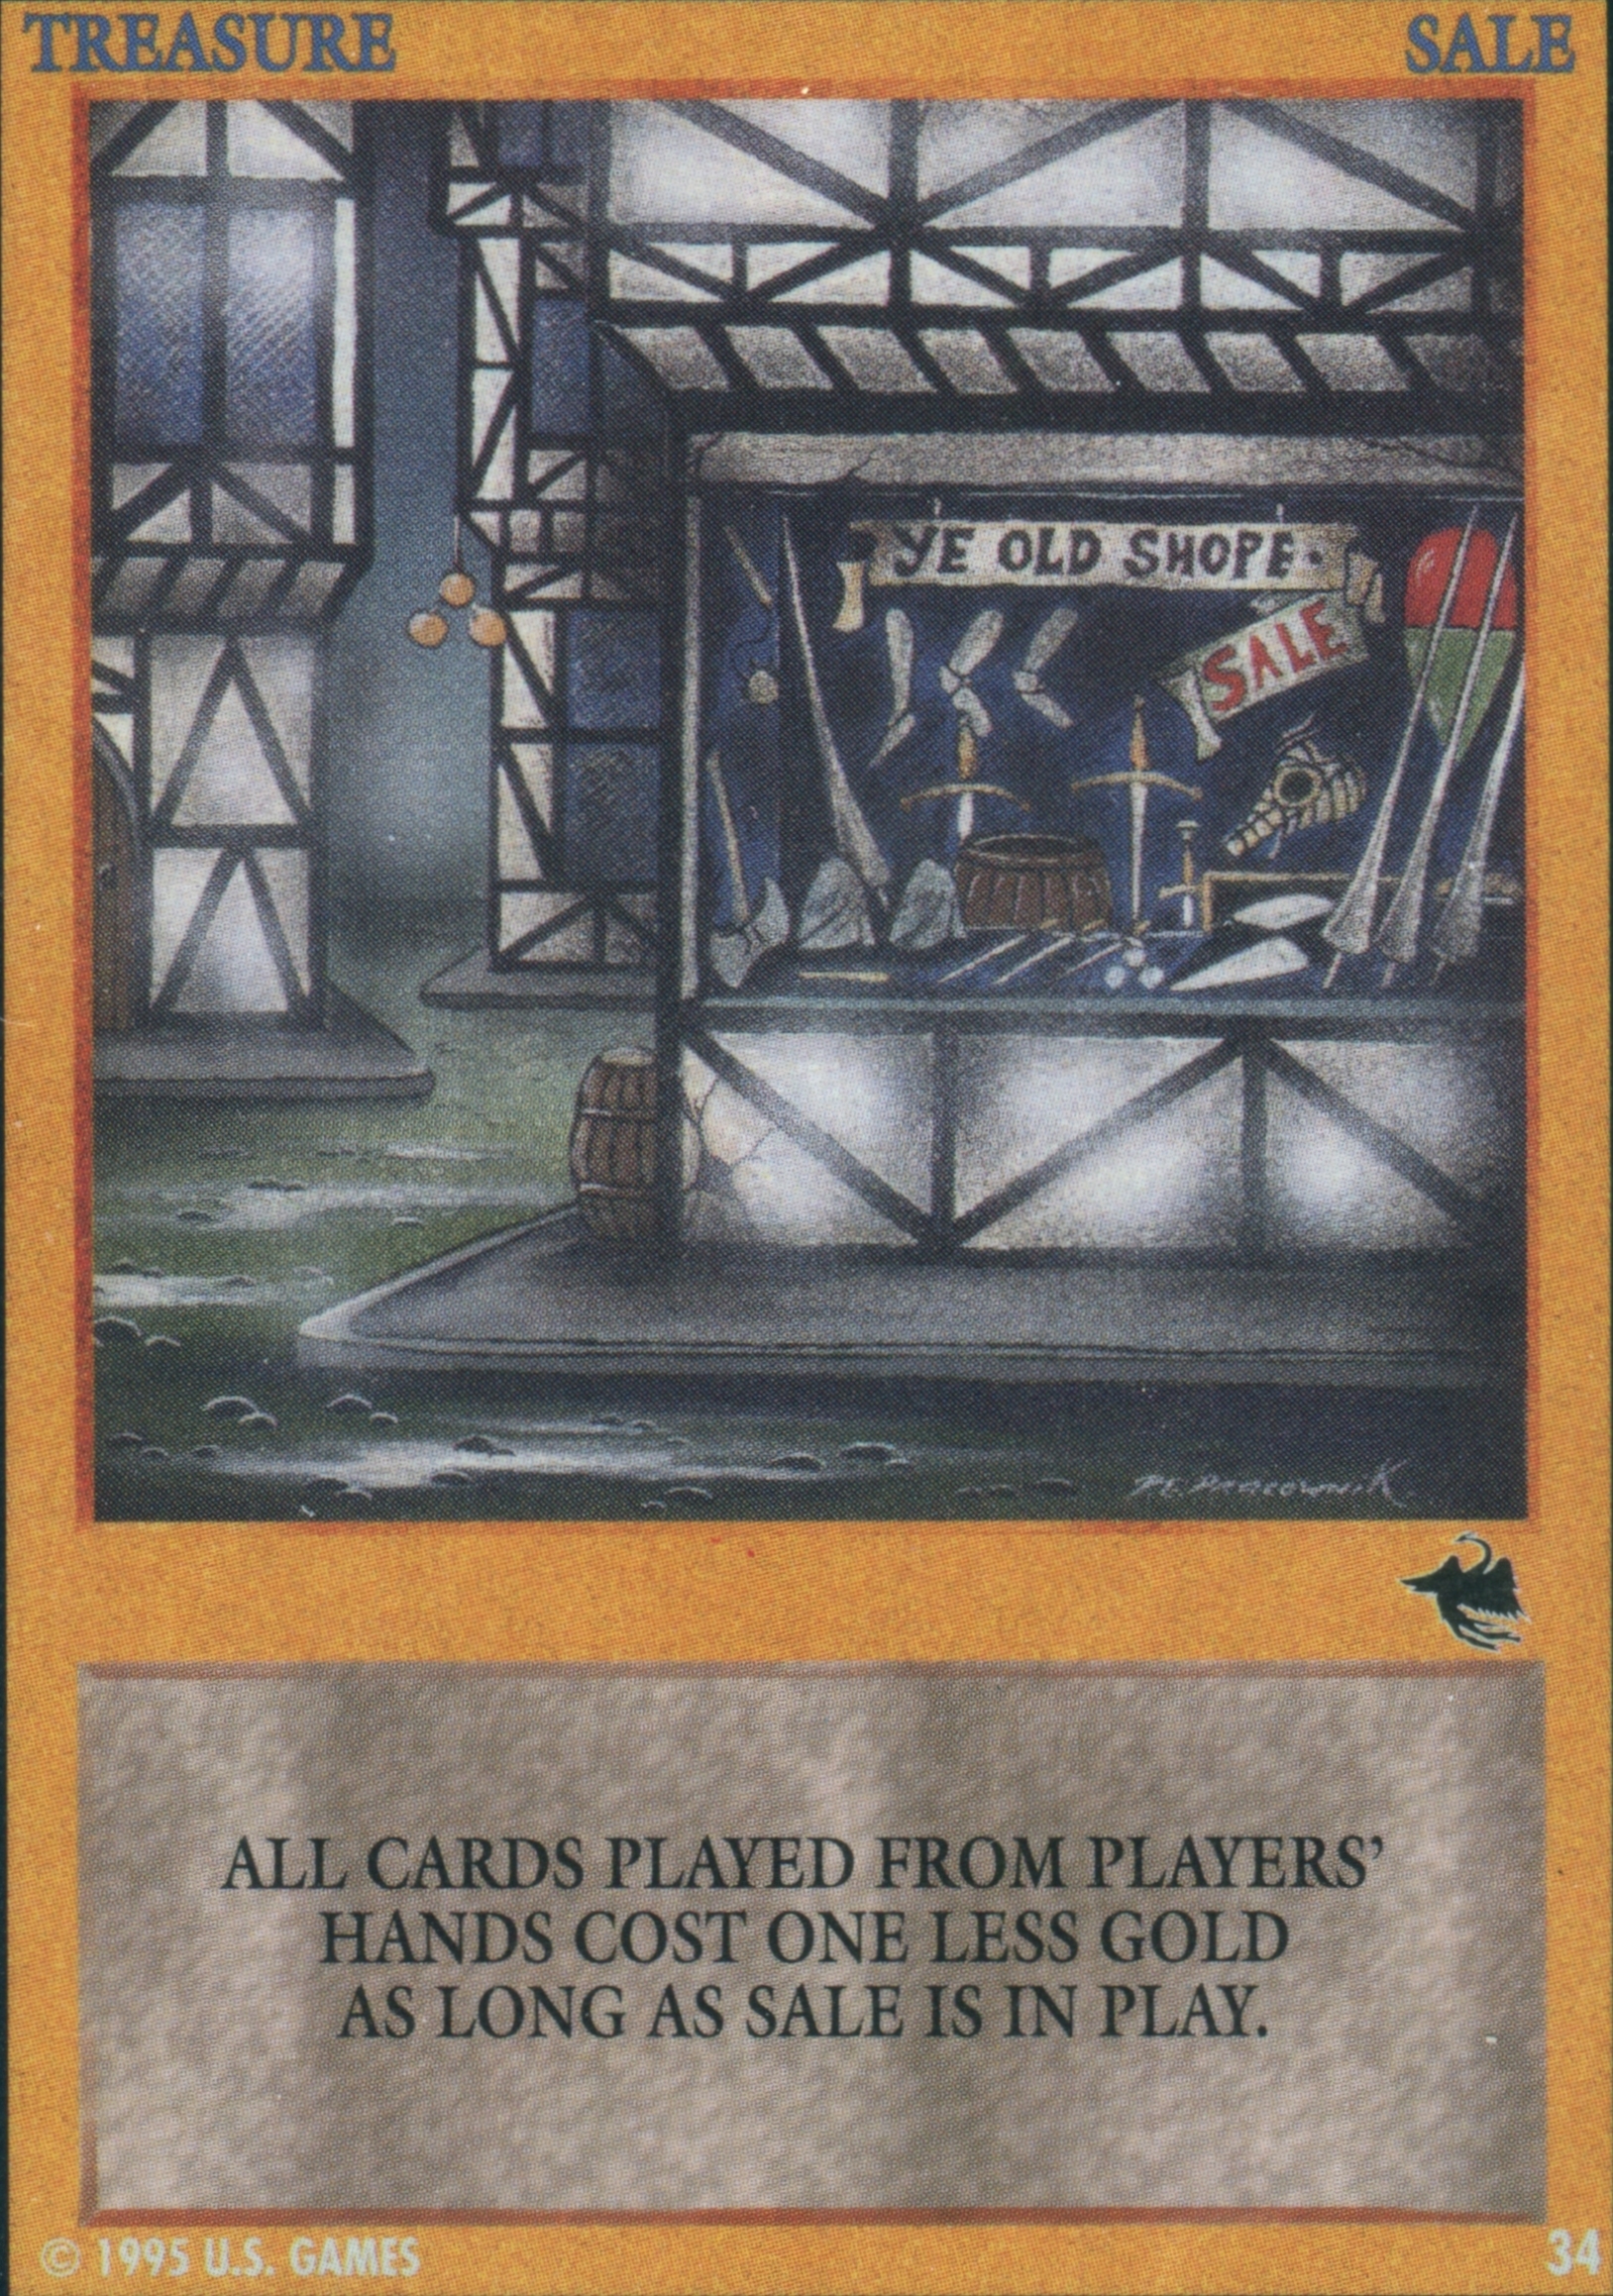 TREASURE SALE
YE OLD SHOPE
SALE
ALL CARDS PLAYED FROM PLAYERS'
HANDS COST ONE LESS GOLD
AS LONG AS SALE IS IN PLAY.
© 1995 U.S. GAMES 34